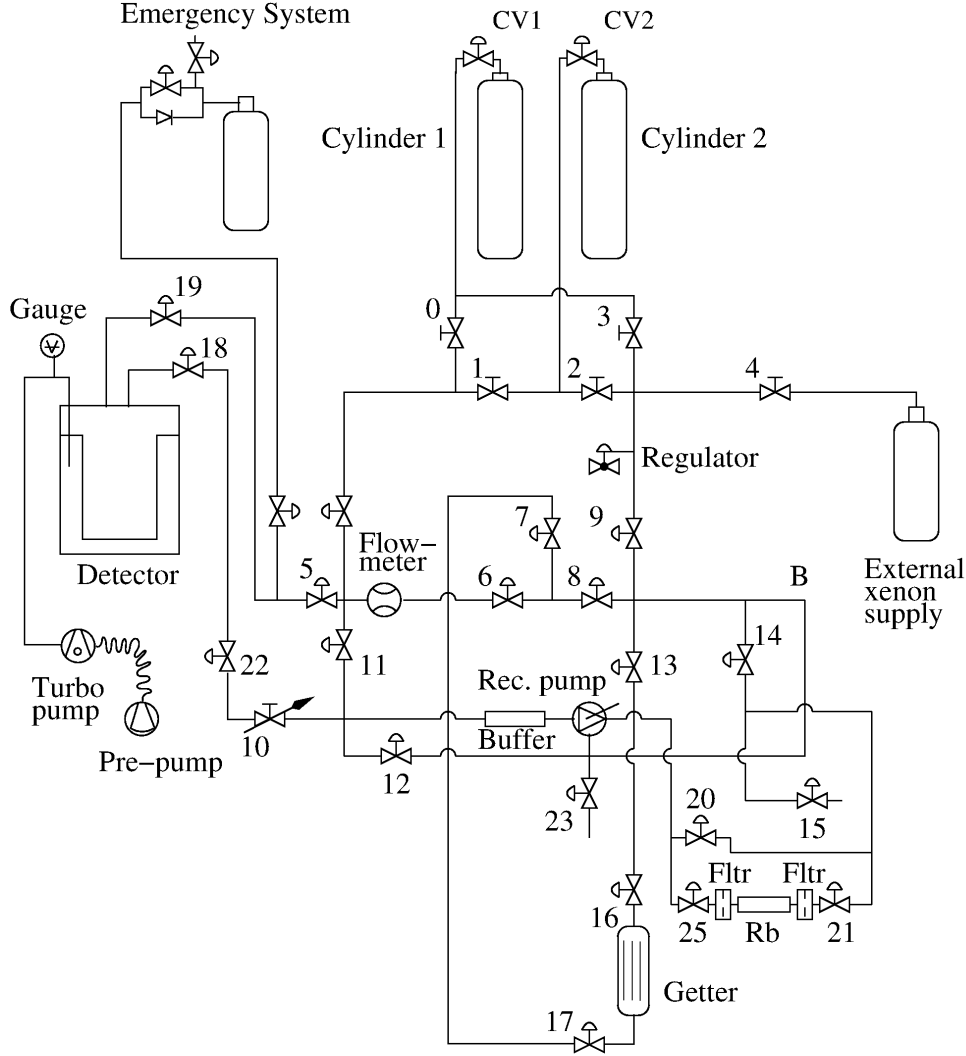 Emergency System
CV1
CV2
Cylinder 1
Cylinder 2
Gauge
19
0
3
18
1
2
4
Regulator
7
9
Flow-
meter
Detector
5
6
8
B
External
xenon
supply
14
22
11
13
Turbo
pump
Rec. pump
10
Buffer
Pre-pump
12
23
20
15
Fltr
Fltr
16
25
Rb
21
Getter
17